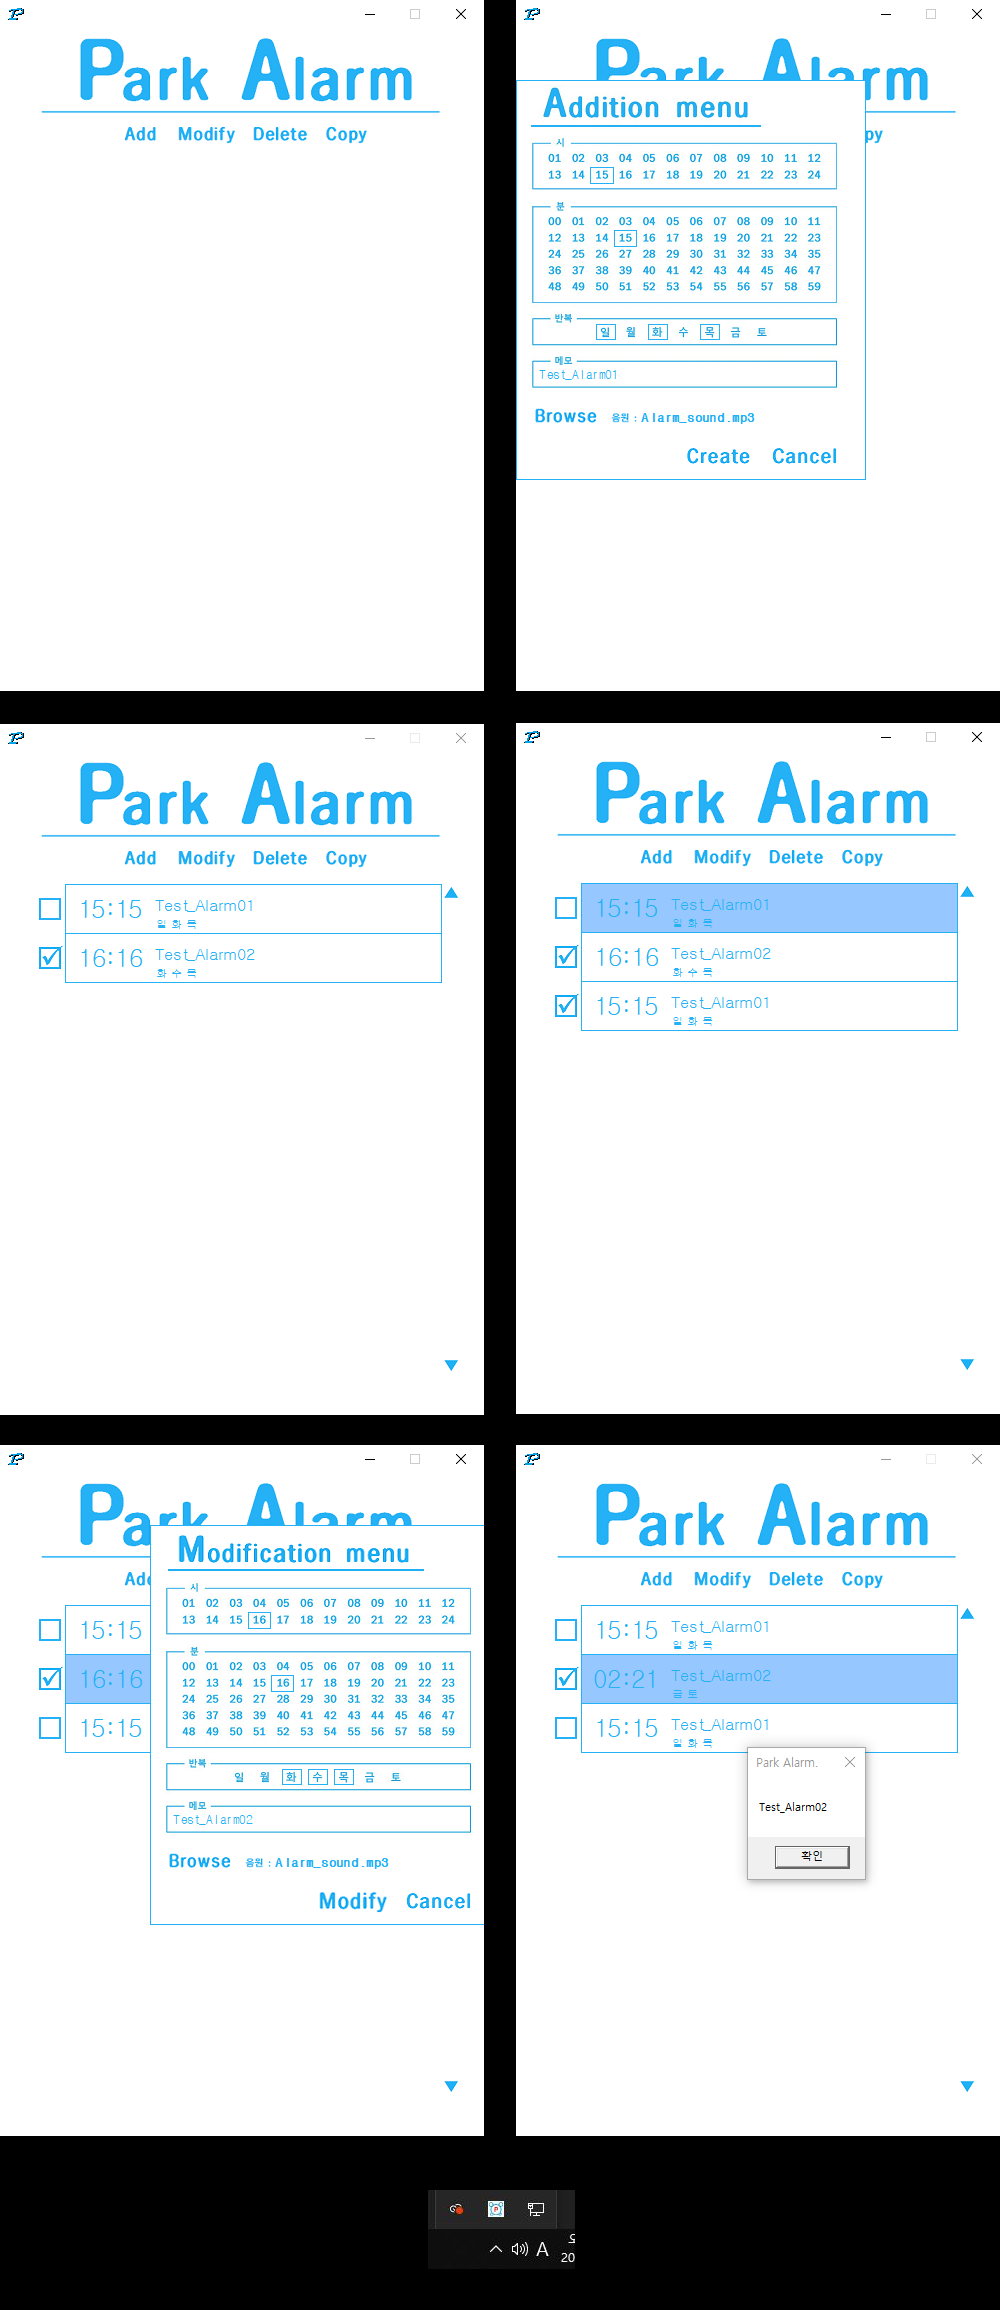 Park Alarm
Add Modify Delete Copy
Park Alarm
Addition menu
시
01 02 03 04 05 06 07 08 09 10 11 12
13 14 15 16 17 18 19 20 21 22 23 24
분
00 01 02 03 04 05 06 07 08 09 10 11
12 13 14 15 16 17 18 19 20 21 22 23
24 25 26 27 28 29 30 31 32 33 34 35
36 37 38 39 40 41 42 43 44 45 46 47
48 49 50 51 52 53 54 55 56 57 58 59
반복
일 월 화 수 목 금 토
메모
Test_Alarm01
Browse 음원 : Alarm_sound.mp3
Create Cancel
py
Park Alarm
Add Modify Delete Copy
15:15 Test_Alarm01
일 화 목
16:16 Test_Alarm02
화 수 목
Park Alarm
Add Modify Delete Copy
15:15 Test_Alarm01
일 화 목
16:16 Test_Alarm02
화 수 목
15:15 Test_Alarm01
일 화 목
Park Alarm
Add
15:15
16:16
15:15
Modification menu
시
01 02 03 04 05 06 07 08 09 10 11 12
13 14 15 16 17 18 19 20 21 22 23 24
분
00 01 02 03 04 05 06 07 08 09 10 11
12 13 14 15 16 17 18 19 20 21 22 23
24 25 26 27 28 29 30 31 32 33 34 35
36 37 38 39 40 41 42 43 44 45 46 47
48 49 50 51 52 53 54 55 56 57 58 59
반복
일 월 화 수 목 금 토
메모
Test_Alarm02
Browse 음원 : Alarm_sound.mp3
Modify Cancel
Park Alarm
Add Modify Delete Copy
15:15 Test_Alarm01
일 화 목
02:21 Test_Alarm02
금 토
15:15 Test_Alarm01
일 화 목
Park Alarm.
Test_Alarm02
확인
A 20